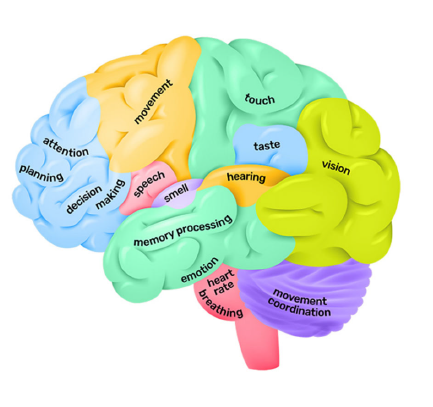 movement
touch
attention
planning
decision
making
speech
smell
taste
hearing
vision
memory processing
emotion
heart
rate
breathing
movement
coordination